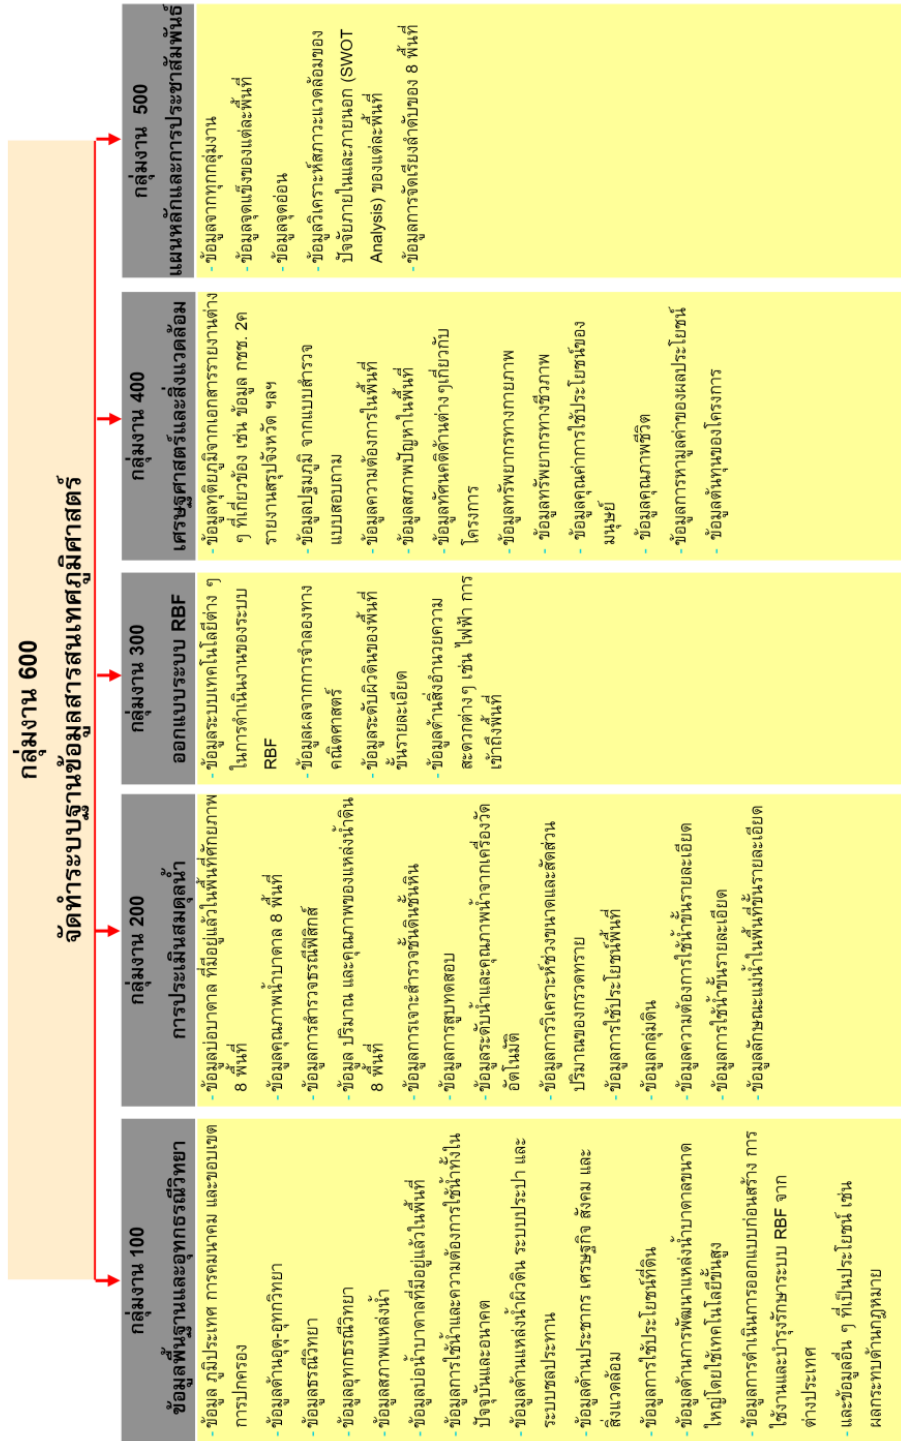 กลุ่มงาน 600
จัดทำระบบฐานข้อมูลสารสนเทศภูมิศาสตร์
กลุ่มงาน 100
ข้อมูลพื้นฐานและอุทกธรณีวิทยา
- ข้อมูล ภูมิประเทศ การคมนาคม และขอบเขต
การปกครอง
- ข้อมูลด้านอุตุ-อุทกวิทยา
- ข้อมูลธรณีวิทยา
- ข้อมูลอุทกธรณีวิทยา
- ข้อมูลสภาพแหล่งน้ำ
- ข้อมูลบ่อน้ำบาดาลที่มีอยู่แล้วในพื้นที่
- ข้อมูลการใช้น้ำและความต้องการใช้น้ำทั้งใน
ปัจจุบันและอนาคต
- ข้อมูลด้านแหล่งน้ำผิวดิน ระบบประปา และ
ระบบชลประทาน
- ข้อมูลด้านประชากร เศรษฐกิจ สังคม และ
สิ่งแวดล้อม
- ข้อมูลการใช้ประโยชน์ที่ดิน
- ข้อมูลด้านการพัฒนาแหล่งน้ำบาดาลขนาด
ใหญ่โดยใช้เทคโนโลยีขั้นสูง
- ข้อมูลการดำเนินการออกแบบก่อนสร้าง การ
ใช้งานและบำรุงรักษาระบบ RBF จาก
ต่างประเทศ
- และข้อมูลอื่น ๆ ที่เป็นประโยชน์ เช่น
ผลกระทบด้านกฎหมาย
กลุ่มงาน 200
การประเมินสมดุลน้ำ
- ข้อมูลบ่อบาดาล ที่มีอยู่แล้วในพื้นที่ศักยภาพ
8 พื้นที่
- ข้อมูลคุณภาพน้ำบาดาล 8 พื้นที่
- ข้อมูลการสำรวจธรณีฟิสิกส์
- ข้อมูล ปริมาณ และคุณภาพของแหล่งน้ำดิน
8 พื้นที่
- ข้อมูลการเจาะสำรวจชั้นดินชั้นหิน
- ข้อมูลการสูบทดสอบ
- ข้อมูลระดับน้ำและคุณภาพน้ำจากเครื่องวัด
อัตโนมัติ
- ข้อมูลการวิเคราะห์ช่วงขนาดและสัดส่วน
ปริมาณของกรวดทราย
- ข้อมูลการใช้ประโยชน์พื้นที่
- ข้อมูลกลุ่มดิน
- ข้อมูลความต้องการใช้น้ำขั้นรายละเอียด
- ข้อมูลการใช้น้ำขั้นรายละเอียด
- ข้อมูลลักษณะแม่น้ำในพื้นที่ขั้นรายละเอียด
กลุ่มงาน 300
ออกแบบระบบ RBF
- ข้อมูลระบบเทคโนโลยีต่าง ๆ
ในการดำเนินงานของระบบ
RBF
- ข้อมูลผลจากการจำลองทาง
คณิตศาสตร์
- ข้อมูลระดับผิวดินของพื้นที่
ขั้นรายละเอียด
- ข้อมูลด้านสิ่งอำนวยความ
สะดวกต่างๆ เช่น ไฟฟ้า การ
เข้าถึงพื้นที่
กลุ่มงาน 400
เศรษฐศาสตร์และสิ่งแวดล้อม
- ข้อมูลทุติยภูมิจากเอกสารรายงานต่าง
ๆ ที่เกี่ยวข้อง เช่น ข้อมูล กชช. 2ค
รายงานสรุปจังหวัด ฯลฯ
- ข้อมูลปฐมภูมิ จากแบบสำรวจ
แบบสอบถาม
- ข้อมูลความต้องการในพื้นที่
- ข้อมูลสภาพปัญหาในพื้นที่
- ข้อมูลทัศนคติด้านต่างๆเกี่ยวกับ
โครงการ
- ข้อมูลทรัพยากรทางกายภาพ
- ข้อมูลทรัพยากรทางชีวภาพ
- ข้อมูลคุณค่าการใช้ประโยชน์ของ
มนุษย์
- ข้อมูลคุณภาพชีวิต
- ข้อมูลการหามูลค่าของผลประโยชน์
- ข้อมูลต้นทุนของโครงการ
กลุ่มงาน 500
แผนหลักและการประชาสัมพันธ์
- ข้อมูลจากทุกกลุ่มงาน
- ข้อมูลจุดแข็งของแต่ละพื้นที่
- ข้อมูลจุดอ่อน
- ข้อมูลวิเคราะห์สภาวะแวดล้อมของ
ปัจจัยภายในและภายนอก (SWOT
Analysis) ของแต่ละพื้นที่
- ข้อมูลการจัดเรียงลำดับของ 8 พื้นที่